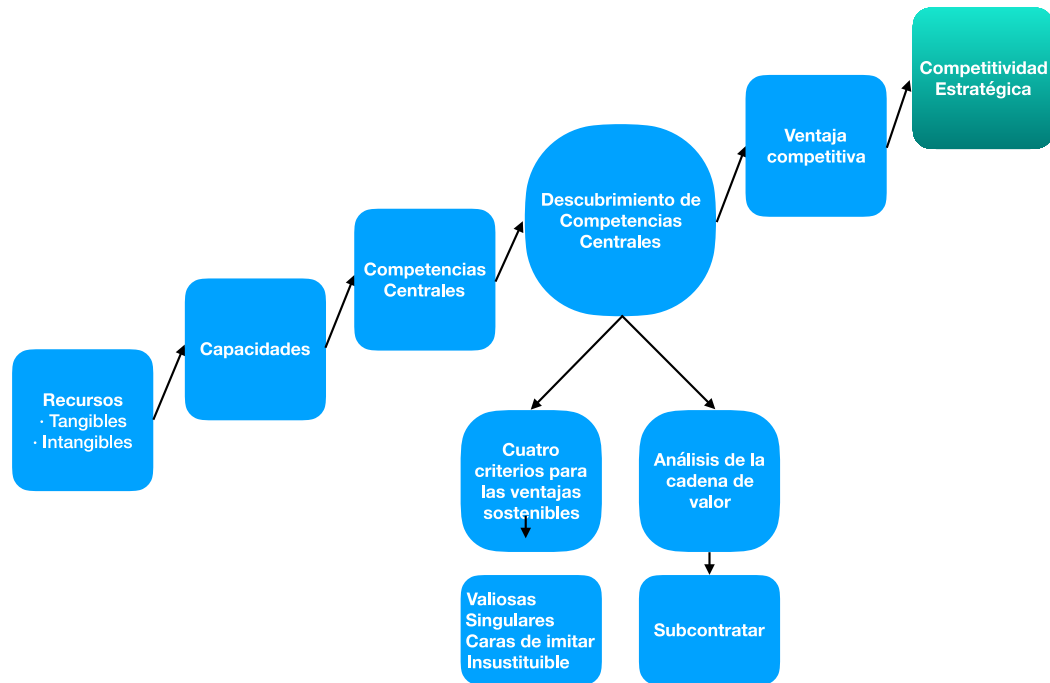 Recursos
· Tangibles
· Intangibles
Capacidades
Competencias
Centrales
Descubrimiento de
Competencias
Centrales
Ventaja
competitiva
Competitividad
Estratégica
Cuatro
criterios para
las ventajas
sostenibles
Valiosas
Singulares
Caras de imitar
Insustituible
Análisis de la
cadena de
valor
Subcontratar